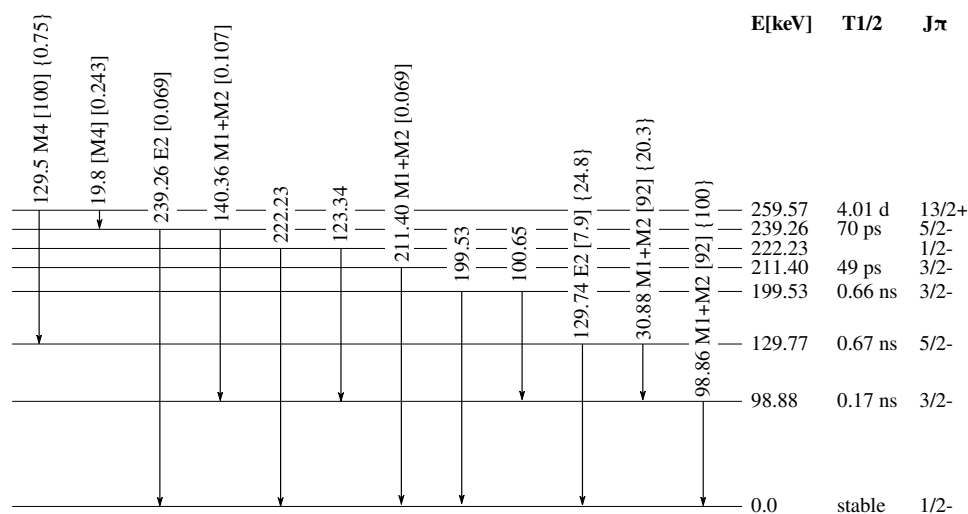 E[keV] T1/2 Jπ
129.5 M4 [100] {0.75}
19.8 [M4] [0.243]
239.26 E2 [0.069]
140.36 M1+M2 [0.107]
222.23
123.34
211.40 M1+M2 [0.069]
199.53
100.65
129.74 E2 [7.9] {24.8}
30.88 M1+M2 [92] {20.3}
98.86 M1+M2 [92] {100}
259.57 4.01 d 13/2+
239.26 70 ps 5/2-
222.23 1/2-
211.40 49 ps 3/2-
199.53 0.66 ns 3/2-
129.77 0.67 ns 5/2-
98.88 0.17 ns 3/2-
0.0 stable 1/2-